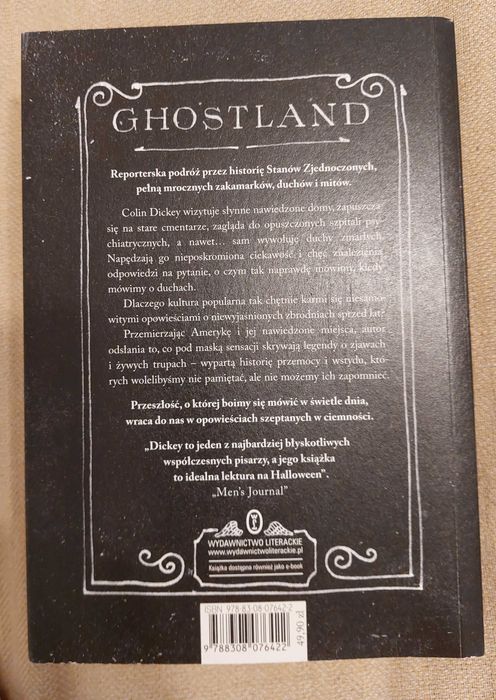 GHOSTLAND
Reporterska podróż przez historię Stanów Zjednoczonych,
pełną mrocznych zakamarków, duchów i mitów.
Colin Dickey wizytuje słynne nawiedzone domy, zapuszcza
się na stare cmentarze, zagląda do opuszczonych szpitali psy-
chiatrycznych, a nawet… sam wywołuje duchy zmarłych.
Napędzają go nieposkromiona ciekawość i chęć znalezienia
odpowiedzi na pytanie, o czym tak naprawdę mówimy, kiedy
mówimy o duchach.
Dlaczego kultura popularna tak chętnie karmi się niesamo-
witymi opowieściami o niewyjaśnionych zbrodniach sprzed lat?
Przemierzając Amerykę i jej nawiedzone miejsca, autor
odsłania to, co pod maską sensacji skrywają legendy o zjawach
i żywych trupach – wypartą historię przemocy i wstydu, któ-
rych wolelibyśmy nie pamiętać, ale nie możemy ich zapomnieć.
Przeszłość, o której boimy się mówić w świetle dnia,
wraca do nas w opowieściach szeptanych w ciemności.
„Dickey to jeden z najbardziej błyskotliwych
współczesnych pisarzy, a jego książka
to idealna lektura na Halloween”.
„Men's Journal”
WYDAWNICTWO LITERACKIE
www.wydawnictwoliterackie.pl
Książka dostępna również jako e-book
ISBN 978-83-08-07642-2
9 788308 076422
49,90 zł